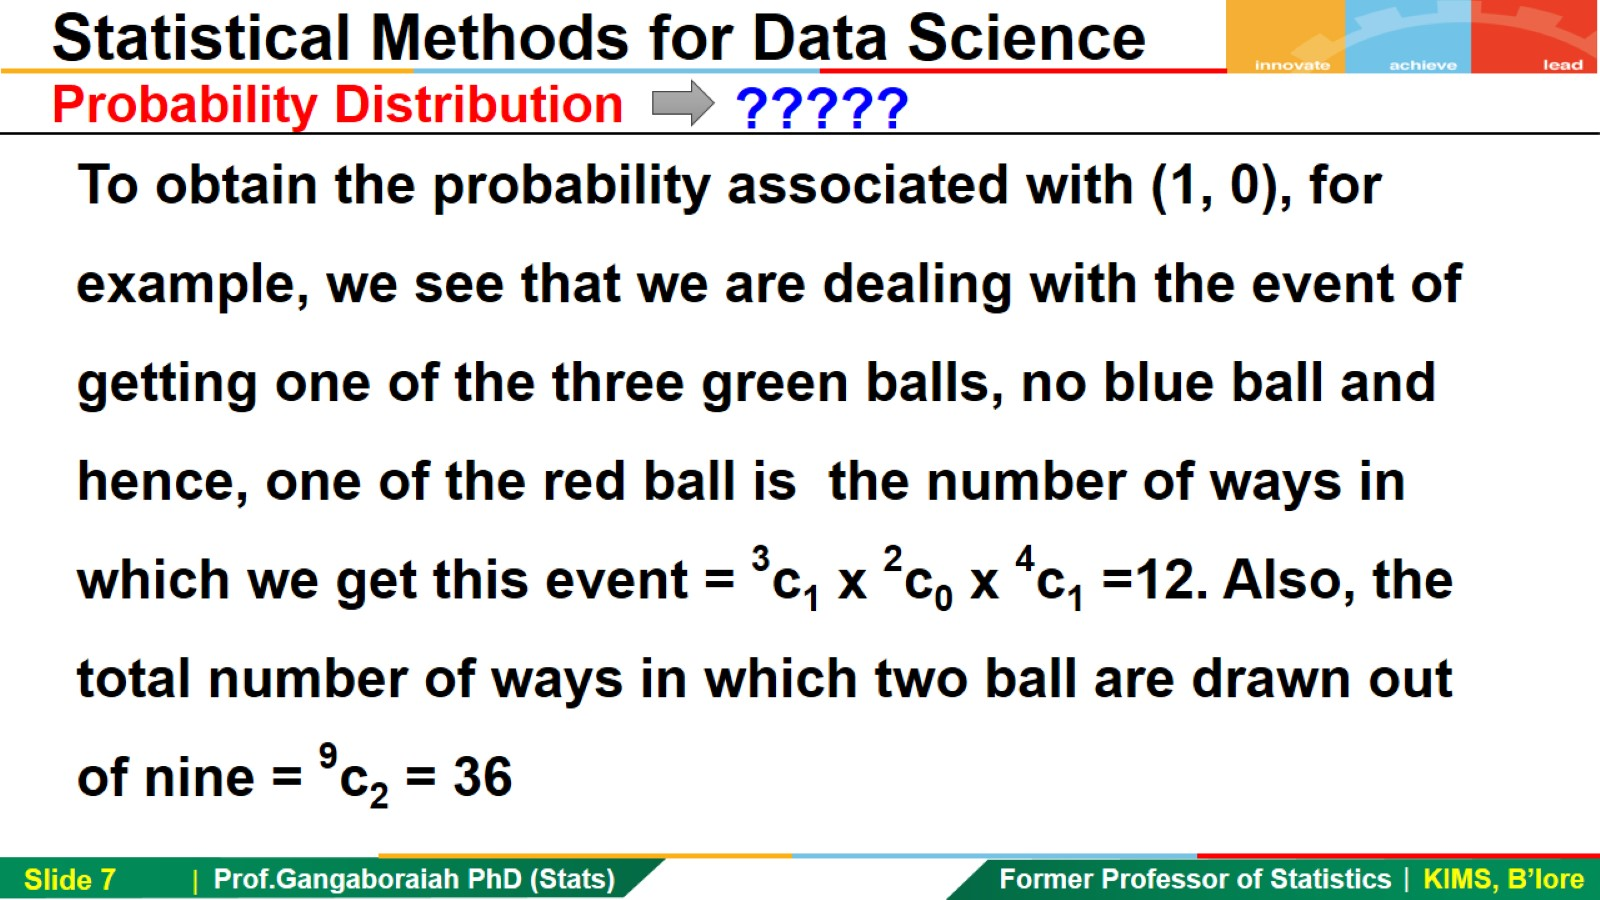 Statistical Methods for Data Science
innovate achieve lead
Probability Distribution ?????
To obtain the probability associated with (1, 0), for
example, we see that we are dealing with the event of
getting one of the three green balls, no blue ball and
hence, one of the red ball is the number of ways in
which we get this event = ³c₁ x ²c₀ x ⁴c₁ =12. Also, the
total number of ways in which two ball are drawn out
of nine = ⁹c₂ = 36
Slide 7 | Prof.Gangaboraiah PhD (Stats) Former Professor of Statistics | KIMS, B’lore